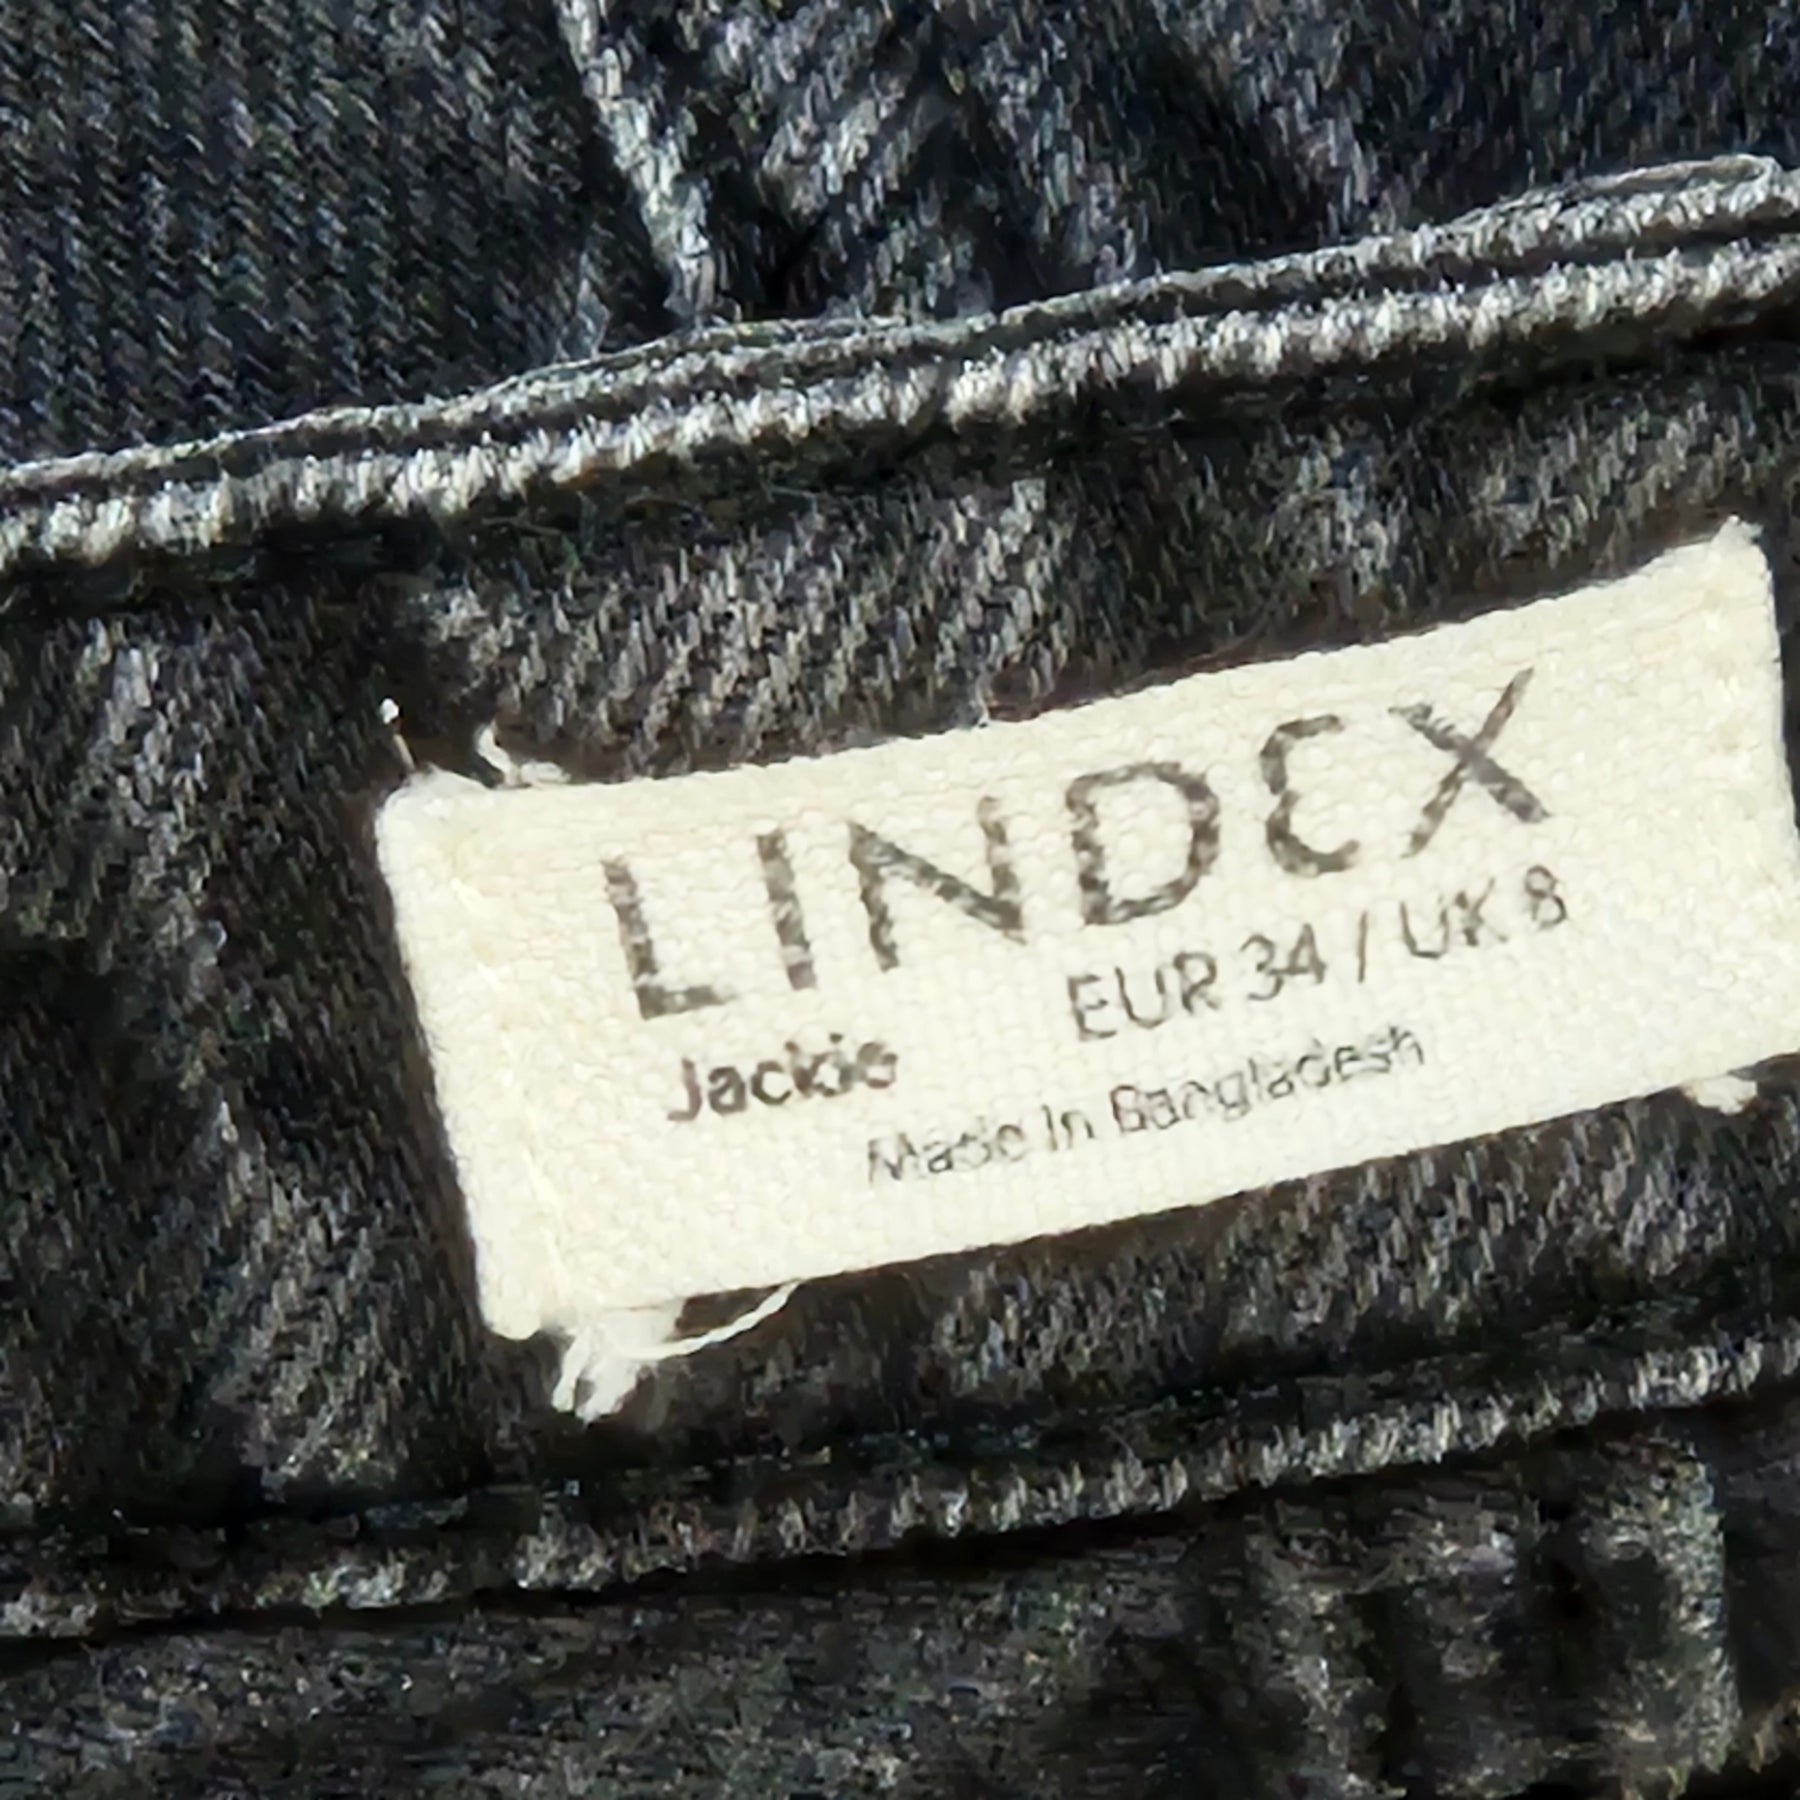 LINDEX
Jackie EUR 34 / UK 8
Made In Bangladesh